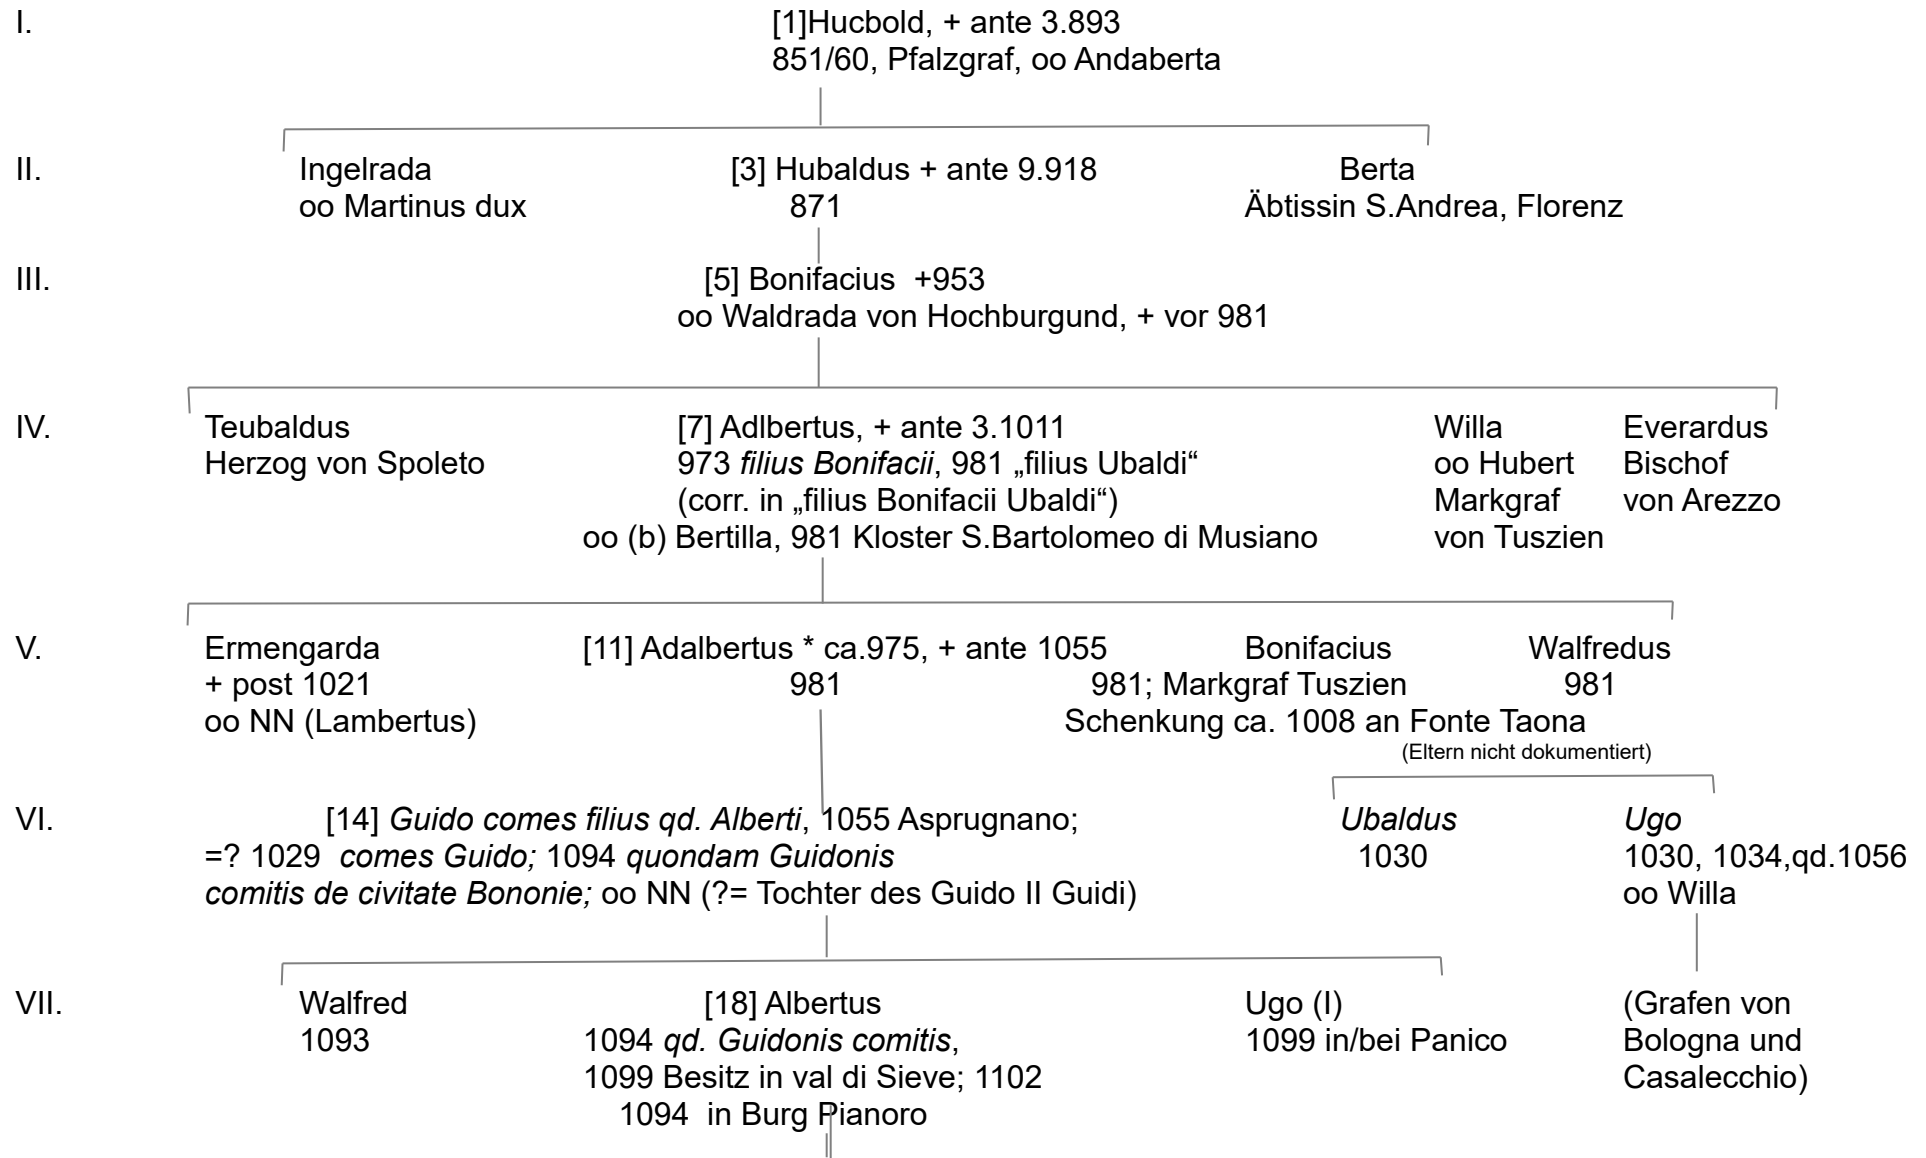 I. [1]Hucbold, + ante 3.893
851/60, Pfalzgraf, oo Andaberta
II. Ingelrada [3] Hubaldus + ante 9.918 Berta
oo Martinus dux 871 Äbtissin S.Andrea, Florenz
III. [5] Bonifacius +953
oo Waldrada von Hochburgund, + vor 981
IV. Teubaldus [7] Adlbertus, + ante 3.1011 Willa Everardus
Herzog von Spoleto 973 filius Bonifacii, 981 „filius Ubaldi“ oo Hubert Bischof
(corr. in „filius Bonifacii Ubaldi“) Markgraf von Arezzo
oo (b) Bertilla, 981 Kloster S.Bartolomeo di Musiano von Tuszien
V. Ermengarda [11] Adalbertus * ca.975, + ante 1055 Bonifacius Walfredus
+ post 1021 981 981; Markgraf Tuszien 981
oo NN (Lambertus) Schenkung ca. 1008 an Fonte Taona
(Eltern nicht dokumentiert)
VI. [14] Guido comes filius qd. Alberti, 1055 Asprugnano; Ubaldus Ugo
=? 1029 comes Guido; 1094 quondam Guidonis 1030 1030, 1034,qd.1056
comitis de civitate Bononie; oo NN (?= Tochter des Guido II Guidi) oo Willa
VII. Walfred [18] Albertus Ugo (I) (Grafen von
1093 1094 qd. Guidonis comitis, 1099 in/bei Panico Bologna und
1099 Besitz in val di Sieve; 1102 Casalecchio)
1094 in Burg Pianoro